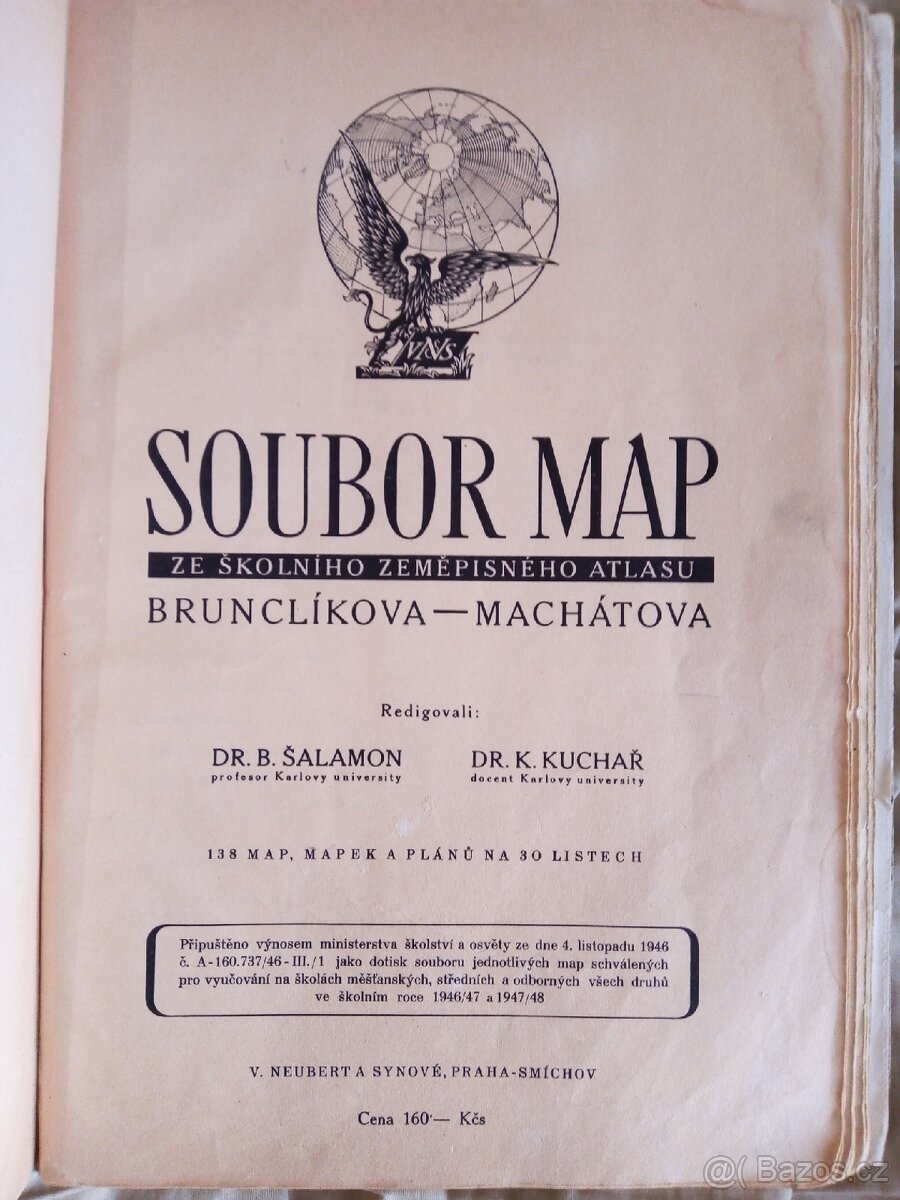 VNS
SOUBOR MAP
ZE ŠKOLNÍHO ZEMĚPISNÉHO ATLASU
BRUNCLÍKOVA—MACHÁTOVA
Redigovali:
DR. B. ŠALAMON
profesor Karlovy university
DR. K. KUCHAŘ
docent Karlovy university
138 MAP, MAPEK A PLÁNŮ NA 30 LISTECH
Připuštěno výnosem ministerstva školství a osvěty ze dne 4. listopadu 1946
č. A-160.737/46-III./1 jako dotisk souboru jednotlivých map schválených
pro vyučování na školách měšťanských, středních a odborných všech druhů
ve školním roce 1946/47 a 1947/48
V. NEUBERT A SYNOVÉ, PRAHA-SMÍCHOV
Cena 160·— Kčs
@( Bazos.cz